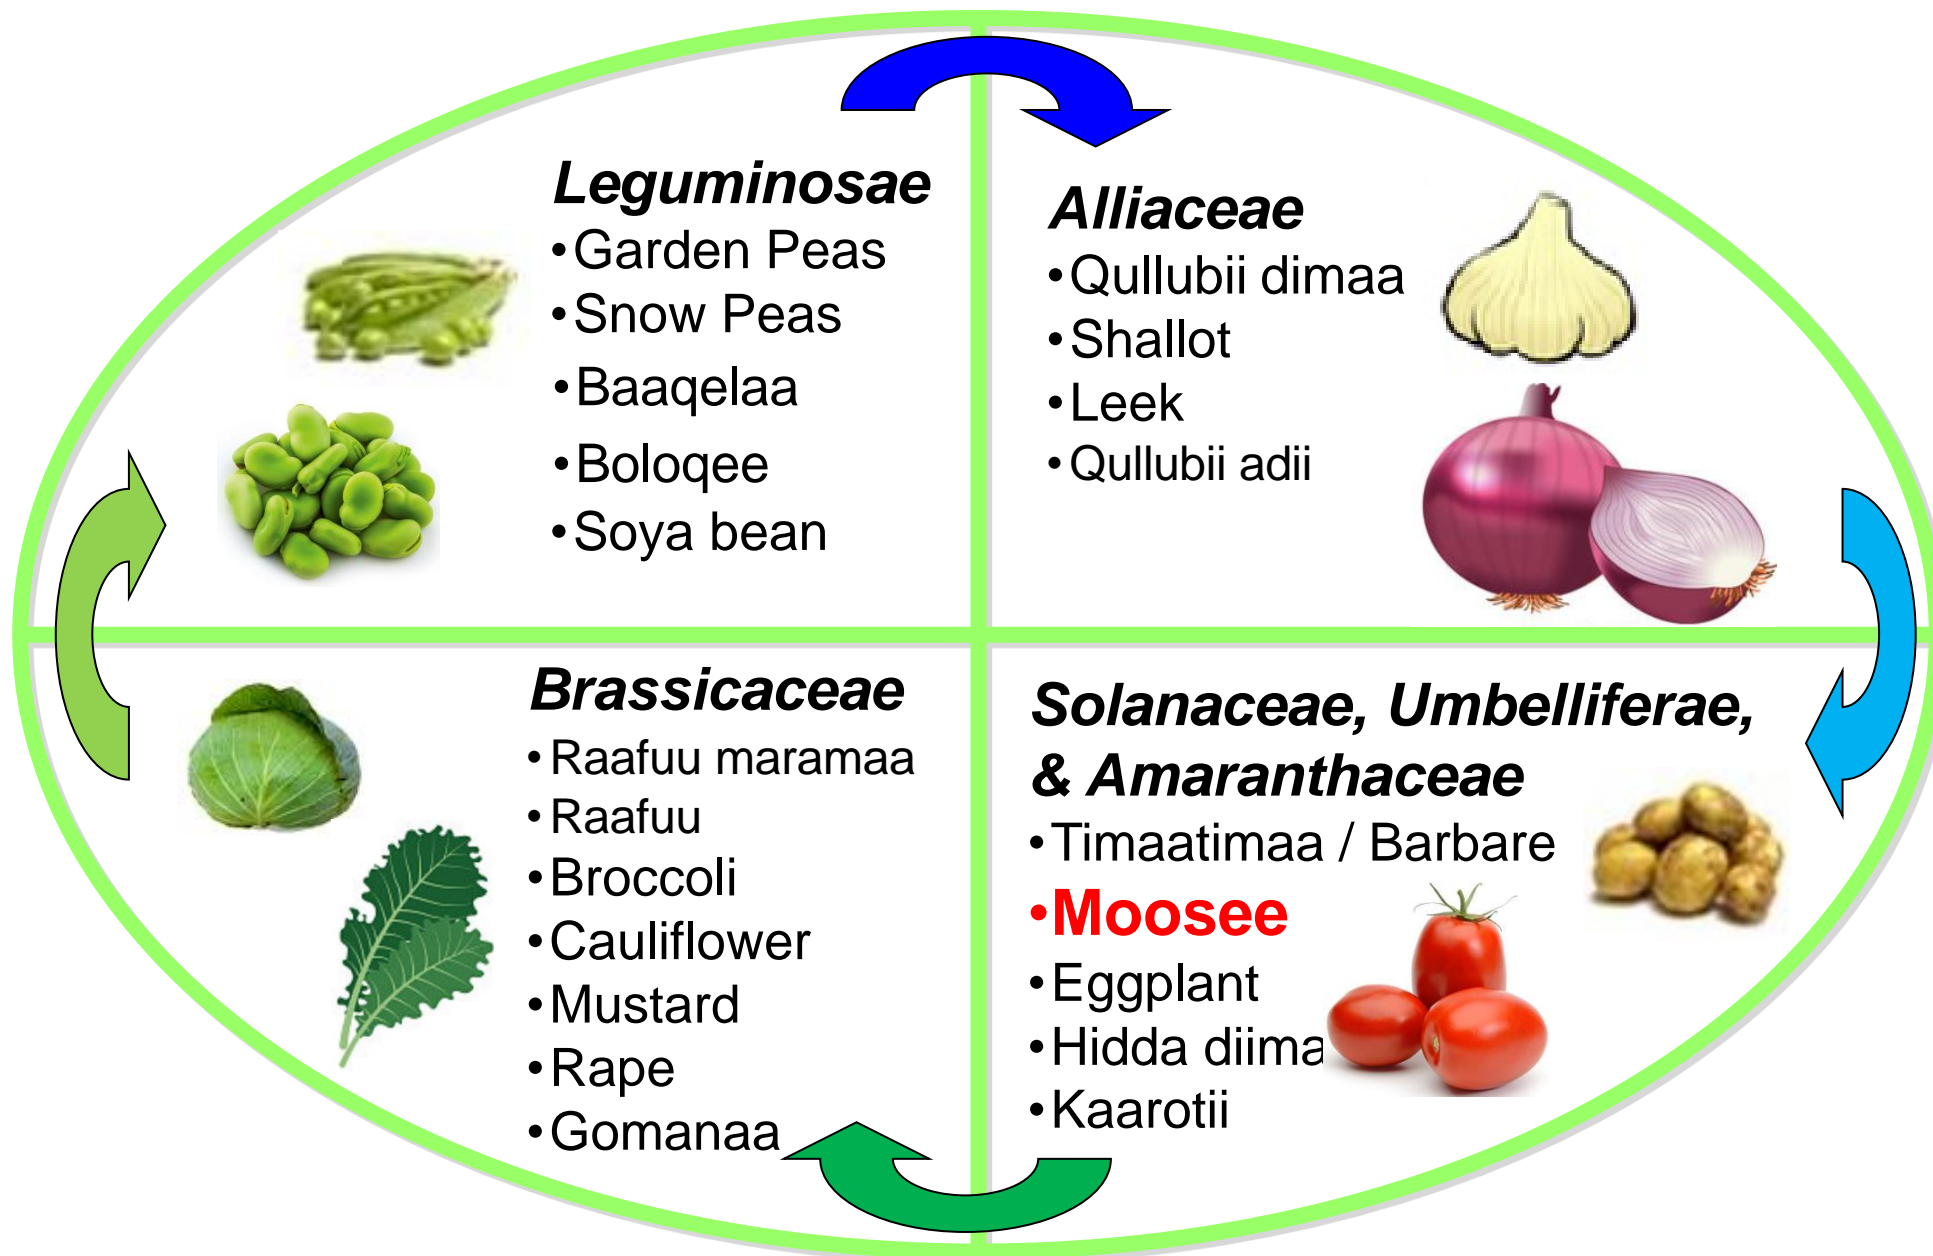 Leguminosae
•Garden Peas
•Snow Peas
•Baaqelaa
•Boloqee
•Soya bean
Alliaceae
•Qullubii dimaa
•Shallot
•Leek
•Qullubii adii
Brassicaceae
•Raafuu maramaa
•Raafuu
•Broccoli
•Cauliflower
•Mustard
•Rape
•Gomanaa
Solanaceae, Umbelliferae,
& Amaranthaceae
•Timaatimaa / Barbare
•Moosee
•Eggplant
•Hidda diima
•Kaarotii